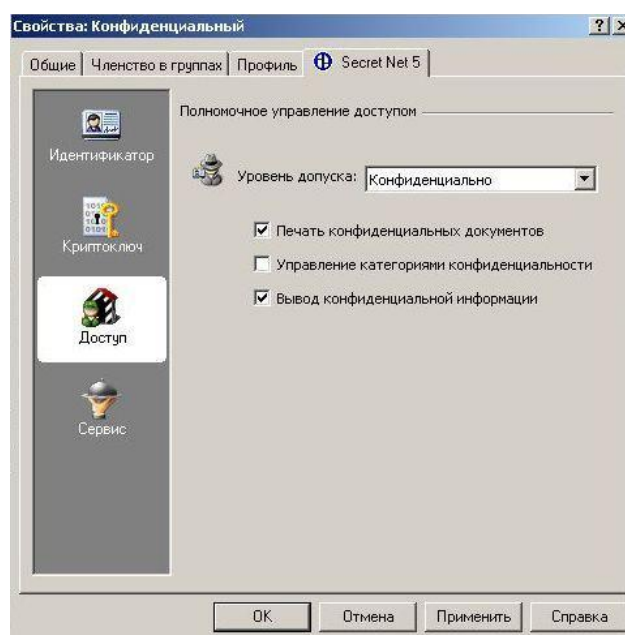 Свойства: Конфиденциальный
Общие Членство в группах Профиль Secret Net 5
Идентификатор
Криптоключ
Доступ
Сервис
Полномочное управление доступом
Уровень допуска: Конфиденциально
Печать конфиденциальных документов
Управление категориями конфиденциальности
Вывод конфиденциальной информации
ОК Отмена Применить Справка